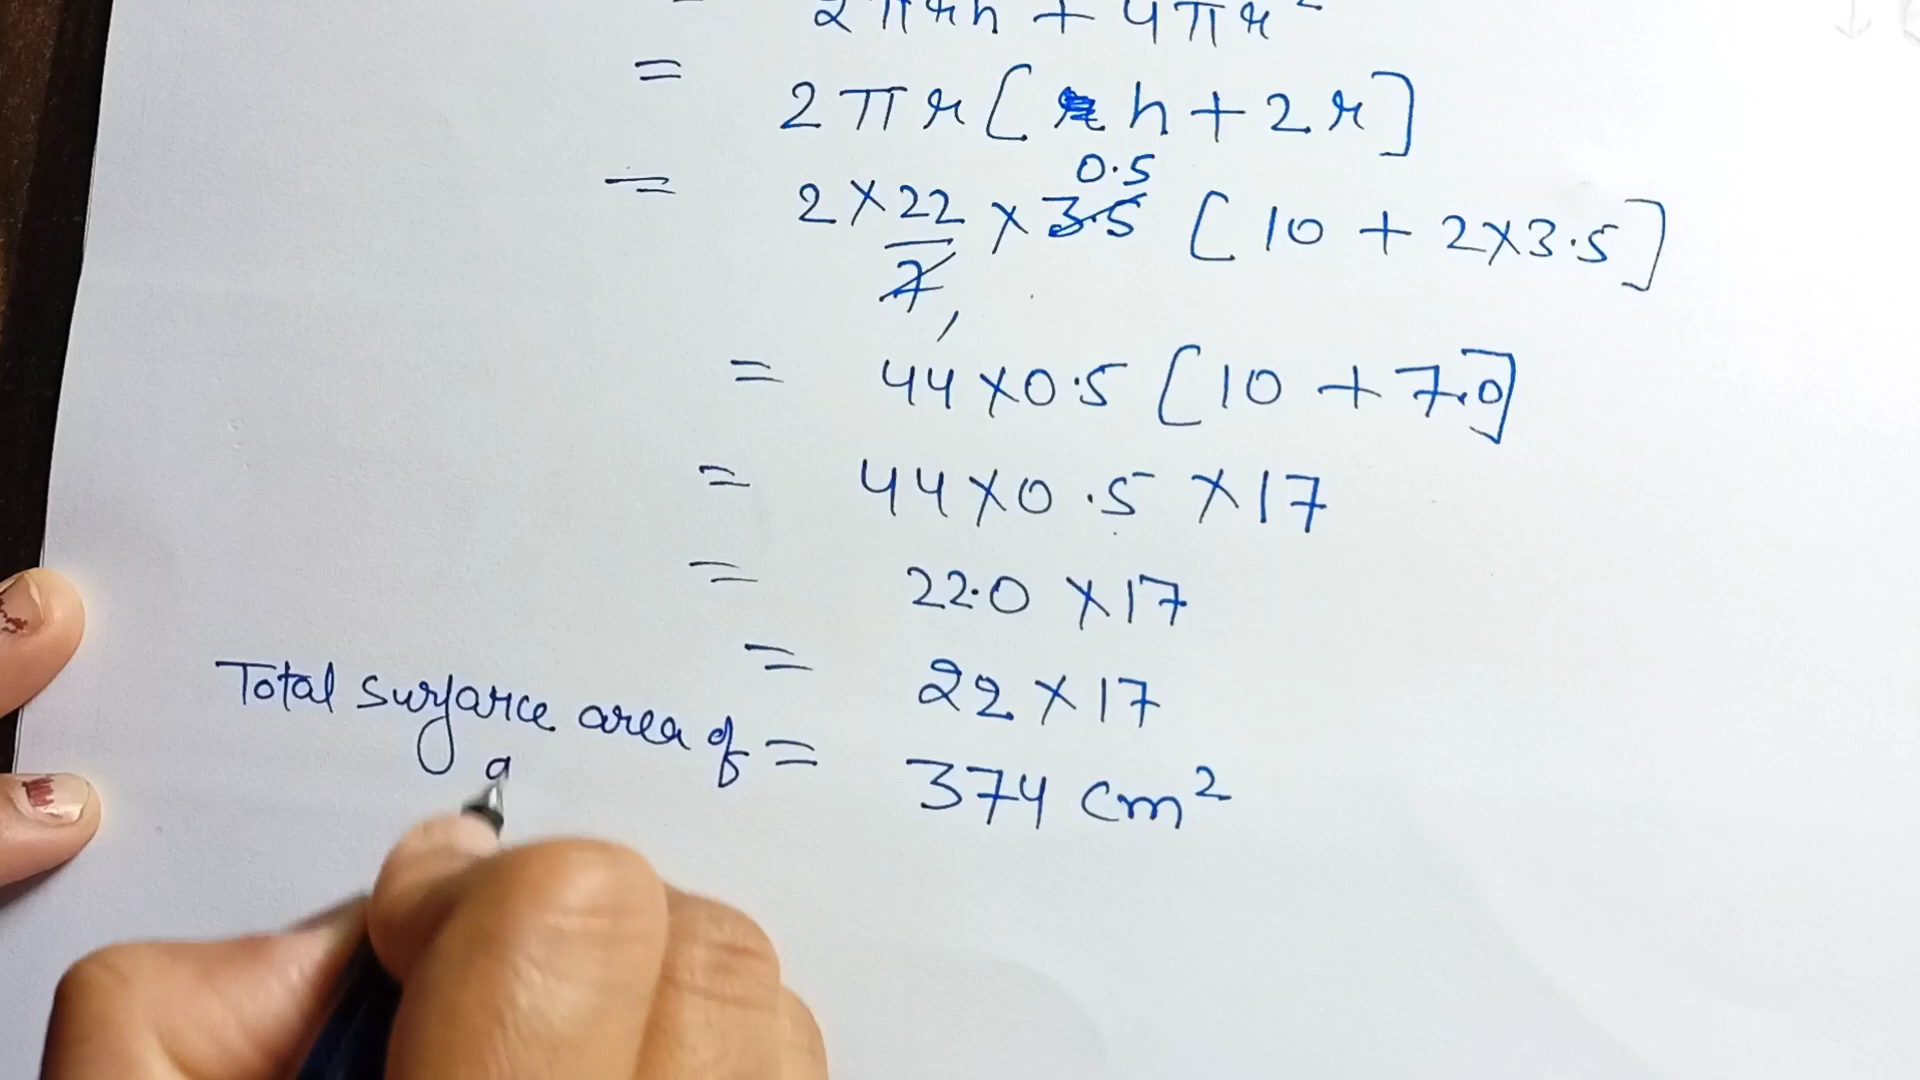 = 2πrh + 4πr²
= 2πr[h+2r]
= 2×22/7 × 3.5 0.5 [10 + 2×3.5]
= 44×0.5 [10 + 7.0]
= 44×0.5 ×17
= 22.0 ×17
= 22×17
Total surfarce area of = 374 cm²
a